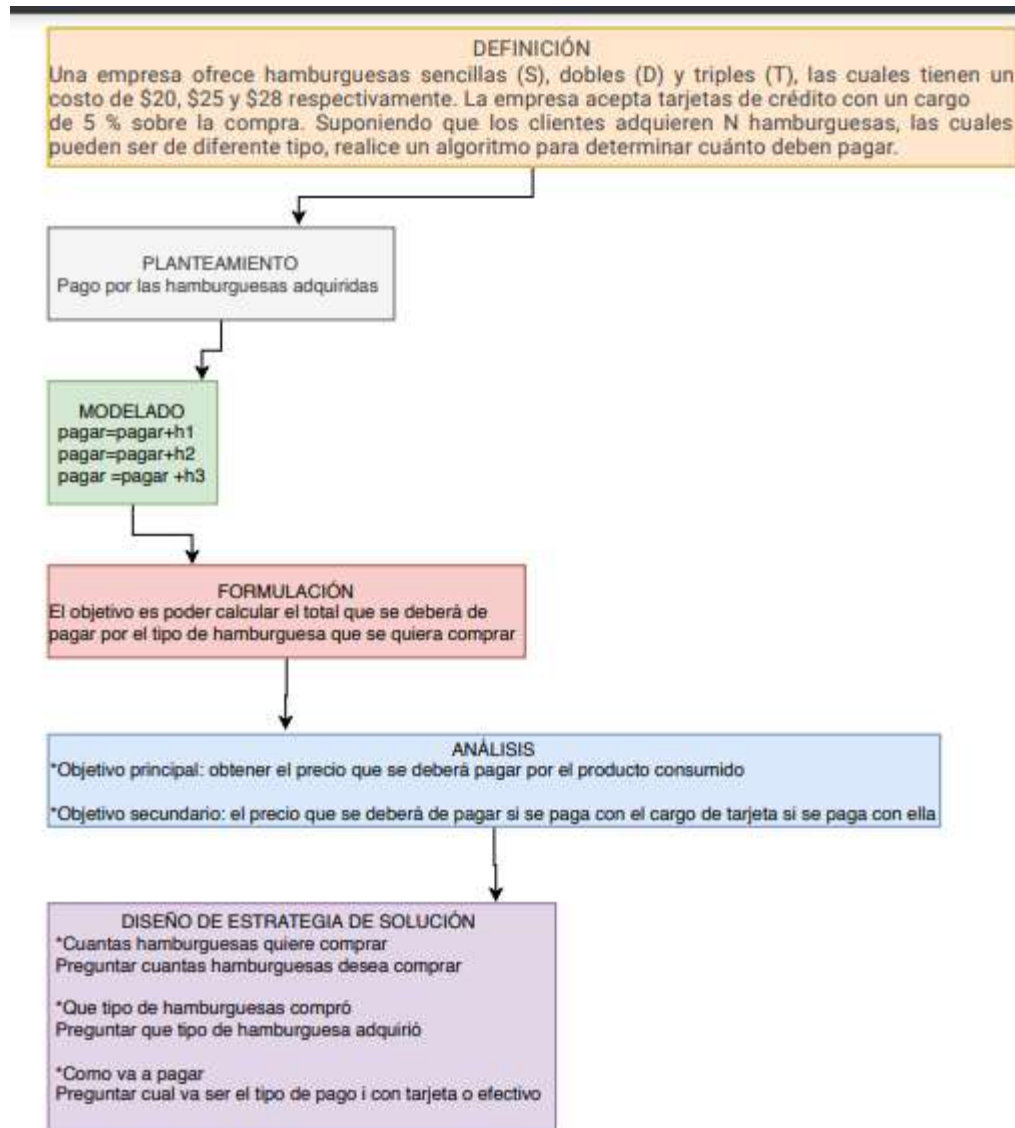 DEFINICIÓN
Una empresa ofrece hamburguesas sencillas (S), dobles (D) y triples (T), las cuales tienen un
costo de $20, $25 y $28 respectivamente. La empresa acepta tarjetas de crédito con un cargo
de 5 % sobre la compra. Suponiendo que los clientes adquieren N hamburguesas, las cuales
pueden ser de diferente tipo, realice un algoritmo para determinar cuánto deben pagar.
PLANTEAMIENTO
Pago por las hamburguesas adquiridas
MODELADO
pagar=pagar+h1
pagar=pagar+h2
pagar =pagar +h3
FORMULACIÓN
El objetivo es poder calcular el total que se deberá de
pagar por el tipo de hamburguesa que se quiera comprar
ANÁLISIS
*Objetivo principal: obtener el precio que se deberá pagar por el producto consumido
*Objetivo secundario: el precio que se deberá de pagar si se paga con el cargo de tarjeta si se paga con ella
DISEÑO DE ESTRATEGIA DE SOLUCIÓN
*Cuantas hamburguesas quiere comprar
Preguntar cuantas hamburguesas desea comprar
*Que tipo de hamburguesas compró
Preguntar que tipo de hamburguesa adquirió
*Como va a pagar
Preguntar cual va ser el tipo de pago i con tarjeta o efectivo